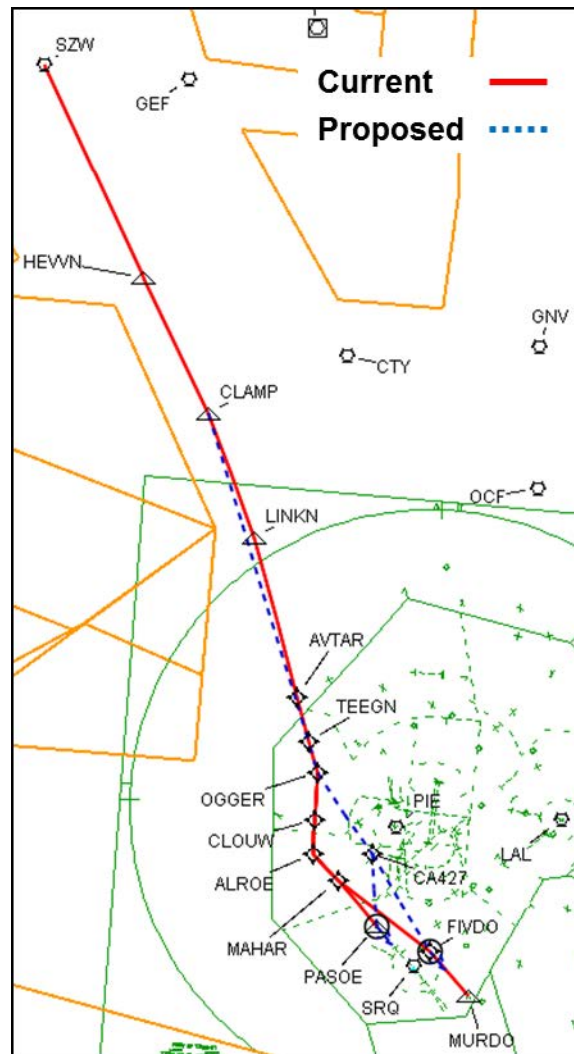 SZW
GEF
Current
Proposed
HEVVN
GNV
CTY
CLAMP
OCF
LINKN
AVTAR
TEEGN
OGGER
PIE
CLOUW
LAL
ALROE
CA427
MAHAR
FIVDO
PASOE
SRQ
MURDO